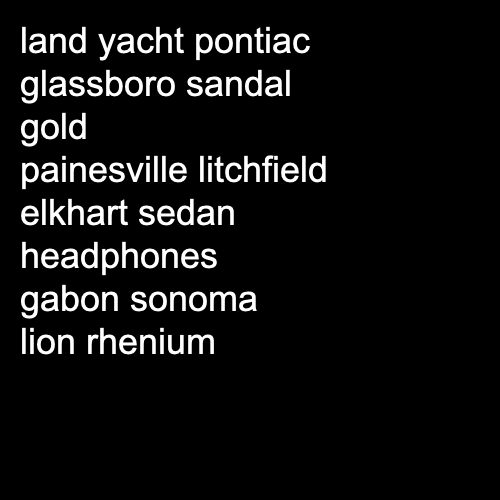 land yacht pontiac
glassboro sandal
gold
painesville litchfield
elkhart sedan
headphones
gabon sonoma
lion rhenium